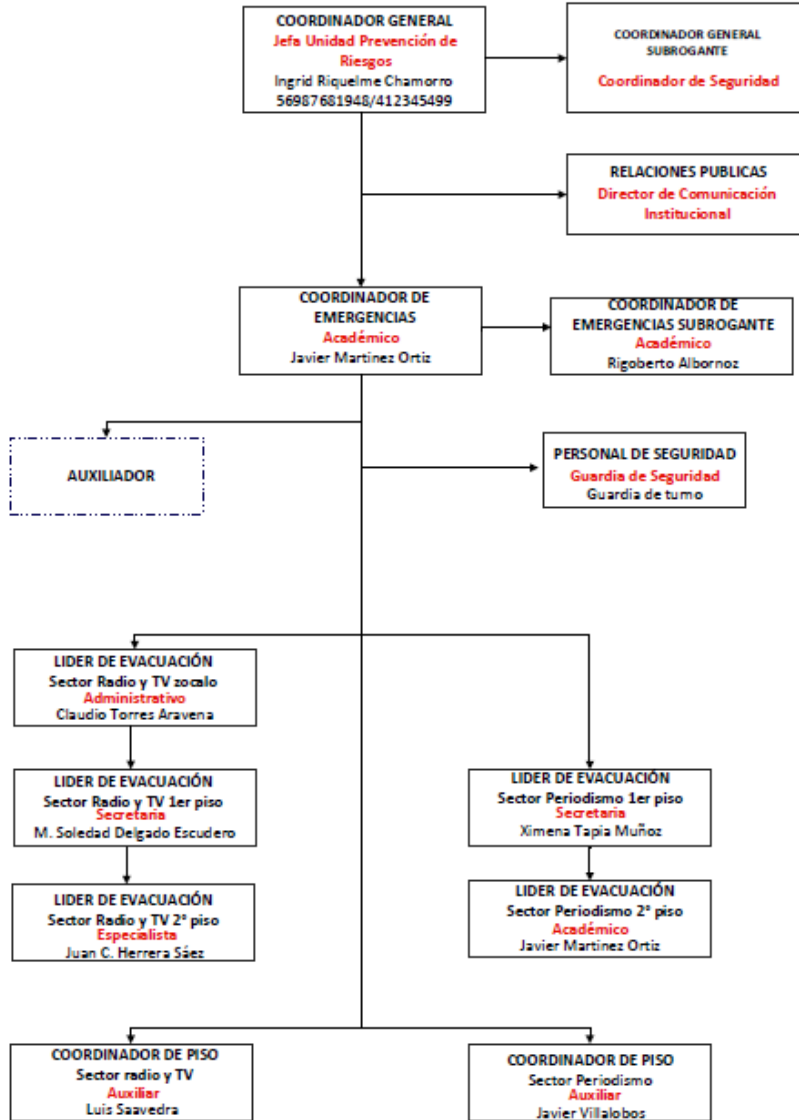 COORDINADOR GENERAL
Jefa Unidad Prevención de
Riesgos
Ingrid Riquelme Chamorro
56987681948/412345499
COORDINADOR GENERAL
SUBROGANTE
Coordinador de Seguridad
RELACIONES PUBLICAS
Director de Comunicación
Institucional
COORDINADOR DE
EMERGENCIAS
Académico
Javier Martinez Ortiz
COORDINADOR DE
EMERGENCIAS SUBROGANTE
Académico
Rigoberto Albornoz
AUXILIADOR
PERSONAL DE SEGURIDAD
Guardia de Seguridad
Guardia de turno
LIDER DE EVACUACIÓN
Sector Radio y TV zocalo
Administrativo
Claudio Torres Aravena
LIDER DE EVACUACIÓN
Sector Radio y TV 1er piso
Secretaria
M. Soledad Delgado Escudero
LIDER DE EVACUACIÓN
Sector Periodismo 1er piso
Secretaria
Ximena Tapia Muñoz
LIDER DE EVACUACIÓN
Sector Radio y TV 2° piso
Especialista
Juan C. Herrera Sáez
LIDER DE EVACUACIÓN
Sector Periodismo 2° piso
Académico
Javier Martinez Ortiz
COORDINADOR DE PISO
Sector radio y TV
Auxiliar
Luis Saavedra
COORDINADOR DE PISO
Sector Periodismo
Auxiliar
Javier Villalobos